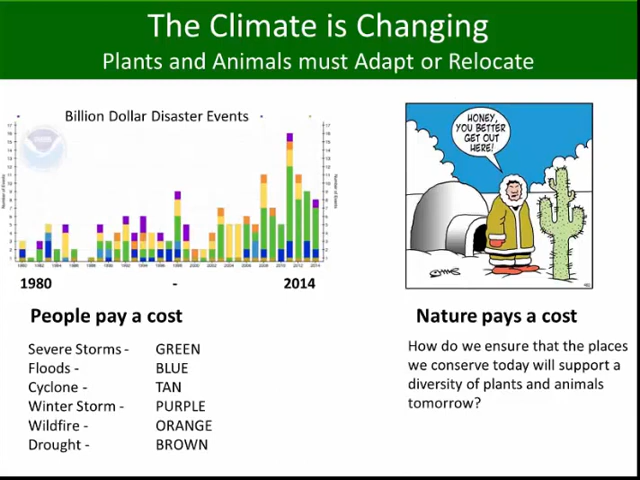 The Climate is Changing
Plants and Animals must Adapt or Relocate
Billion Dollar Disaster Events
1980 - 2014
HONEY,
YOU BETTER
GET OUT
HERE!
People pay a cost
Severe Storms - GREEN
Floods - BLUE
Cyclone - TAN
Winter Storm - PURPLE
Wildfire - ORANGE
Drought - BROWN
Nature pays a cost
How do we ensure that the places
we conserve today will support a
diversity of plants and animals
tomorrow?